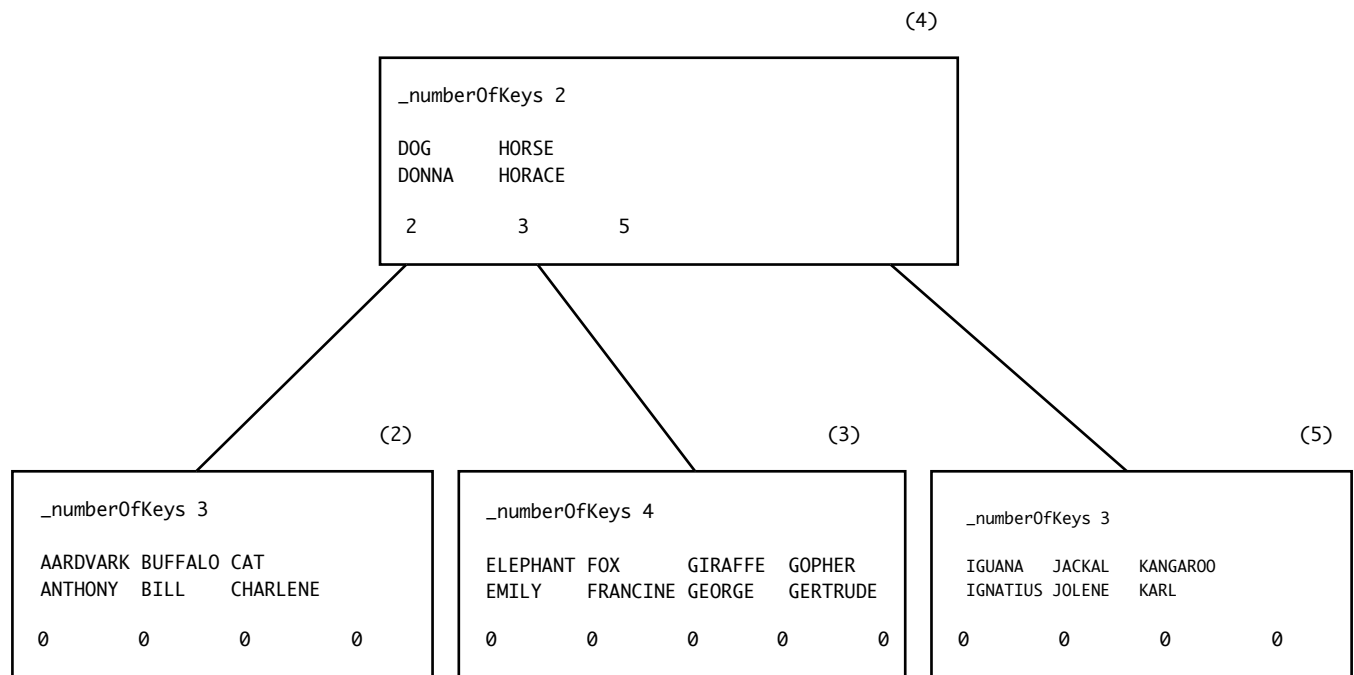 (4)
_numberOfKeys 2
DOG HORSE
DONNA HORACE
2 3 5
(2)
_numberOfKeys 3
AARDVARK BUFFALO CAT
ANTHONY BILL CHARLENE
0 0 0 0
(3)
_numberOfKeys 4
ELEPHANT FOX GIRAFFE GOPHER
EMILY FRANCINE GEORGE GERTRUDE
0 0 0 0 0
(5)
_numberOfKeys 3
IGUANA JACKAL KANGAROO
IGNATIUS JOLENE KARL
0 0 0 0